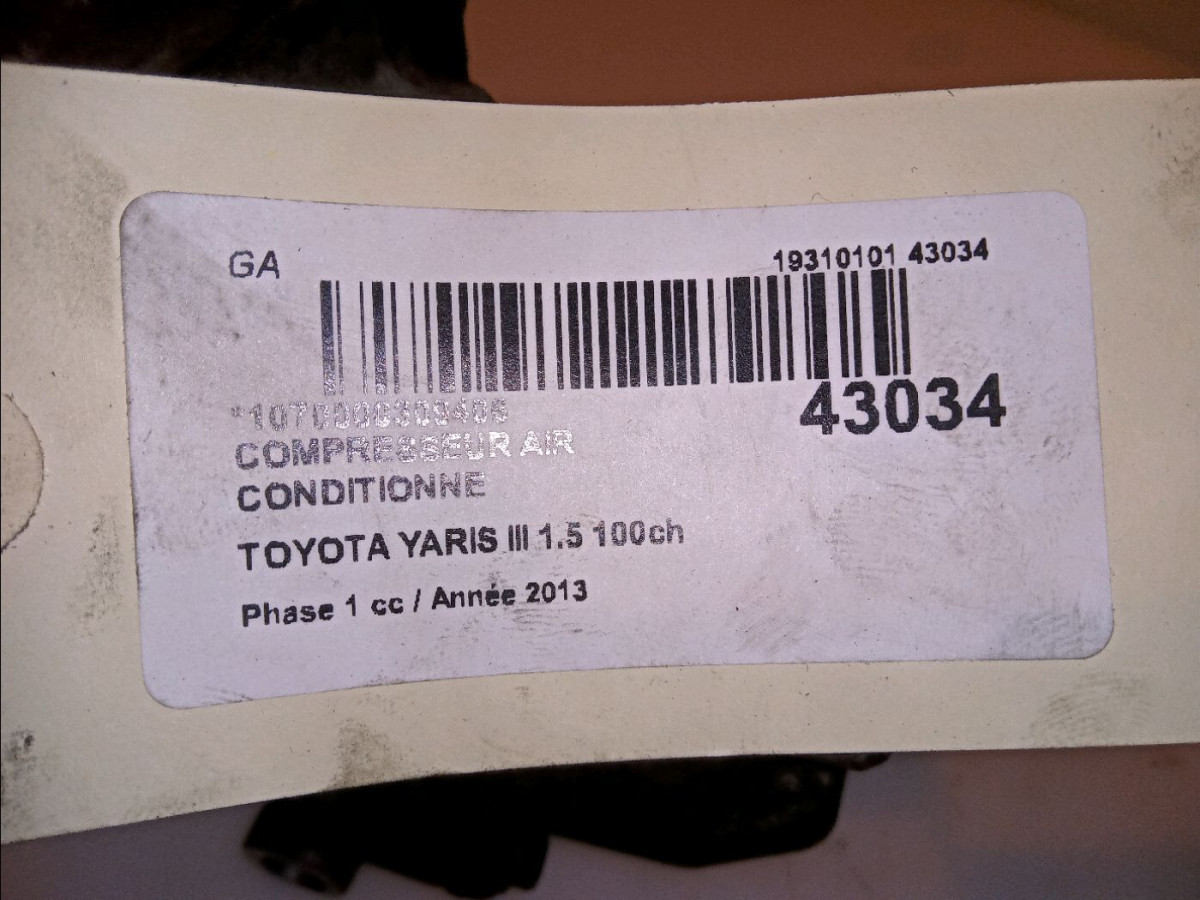 GA
19310101 43034
43034
COMPRESSEUR AIR
CONDITIONNE
TOYOTA YARIS III 1.5 100ch
Phase 1 cc / Année 2013